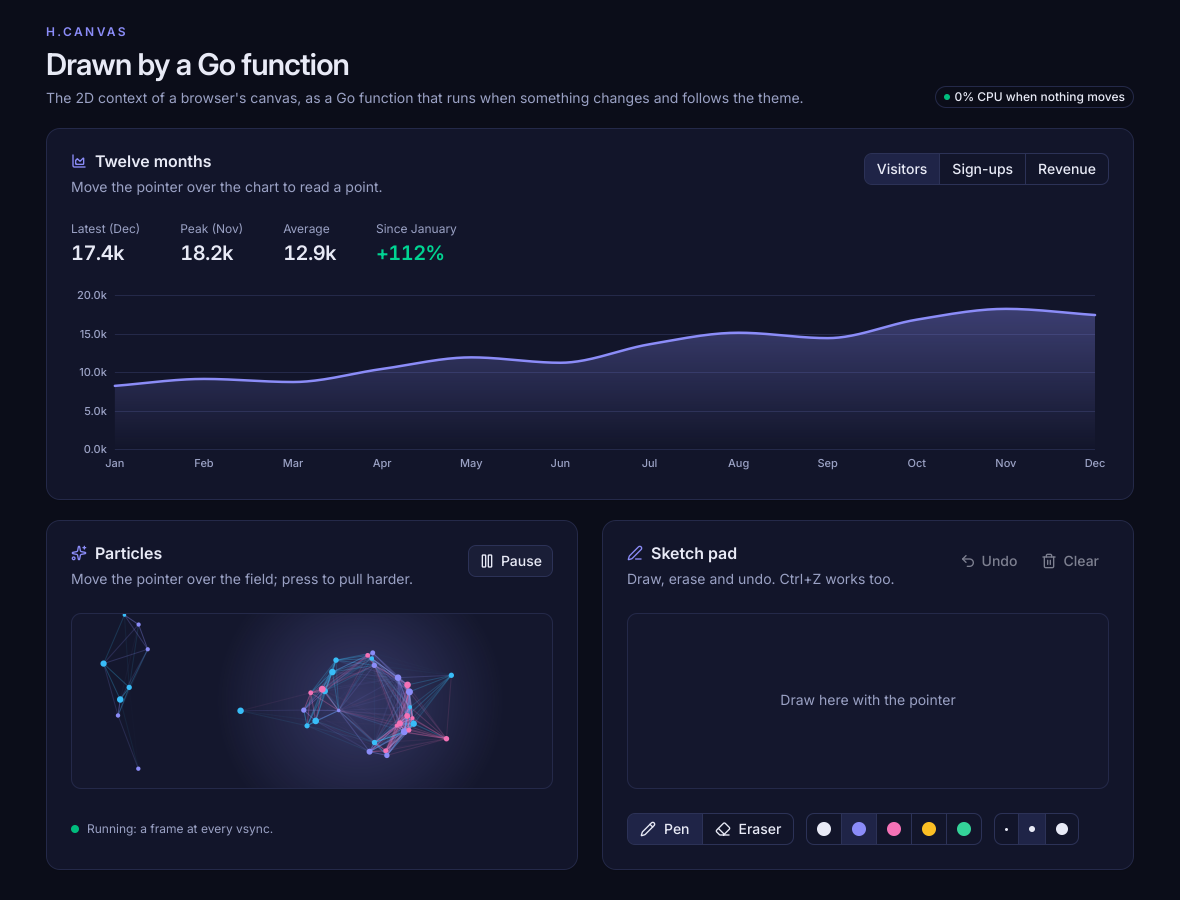 H.CANVAS
Drawn by a Go function
The 2D context of a browser's canvas, as a Go function that runs when something changes and follows the theme.
0% CPU when nothing moves
Twelve months
Move the pointer over the chart to read a point.
Visitors Sign-ups Revenue
Latest (Dec) Peak (Nov) Average Since January
17.4k 18.2k 12.9k +112%
20.0k
15.0k
10.0k
5.0k
0.0k
Jan Feb Mar Apr May Jun Jul Aug Sep Oct Nov Dec
Particles
Move the pointer over the field; press to pull harder.
Pause
Running: a frame at every vsync.
Sketch pad
Draw, erase and undo. Ctrl+Z works too.
Undo Clear
Draw here with the pointer
Pen Eraser